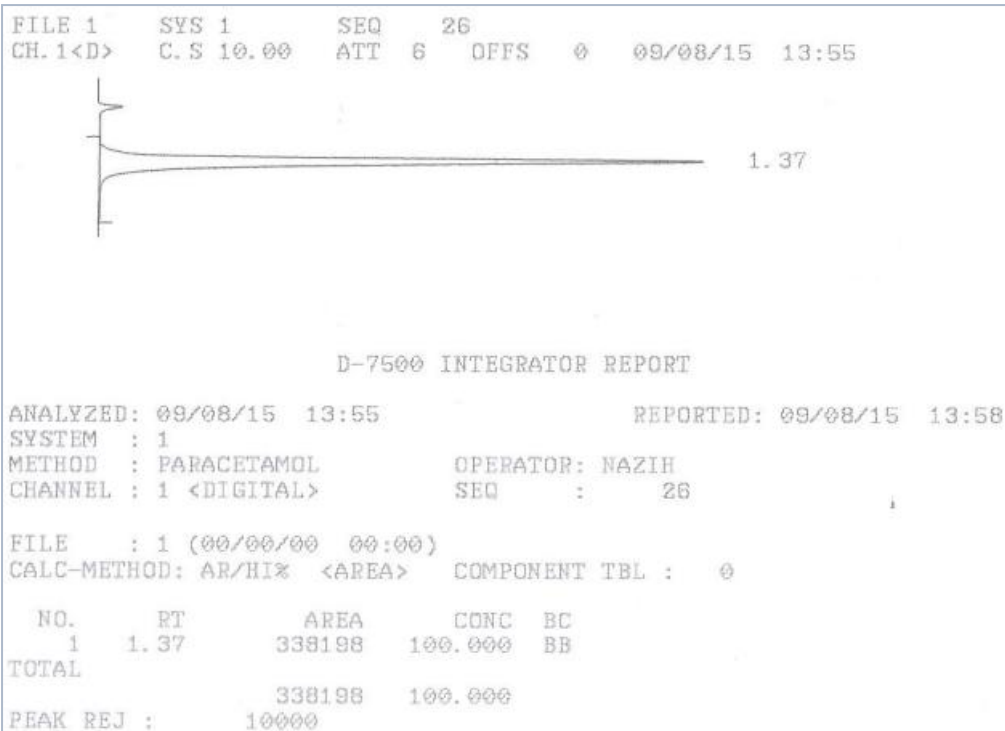 FILE 1 SYS 1 SEQ 26
CH. 1<D> C. S 10.00 ATT 6 OFFS 0 09/08/15 13:55
1.37
D-7500 INTEGRATOR REPORT
ANALYZED: 09/08/15 13:55 REPORTED: 09/08/15 13:58
SYSTEM : 1
METHOD : PARACETAMOL OPERATOR: NAZIH
CHANNEL : 1 <DIGITAL> SEQ : 26
FILE : 1 (00/00/00 00:00)
CALC-METHOD: AR/HI% <AREA> COMPONENT TBL : 0
NO. RT AREA CONC BC
1 1.37 338198 100.000 BB
TOTAL
338198 100.000
PEAK REJ : 10000